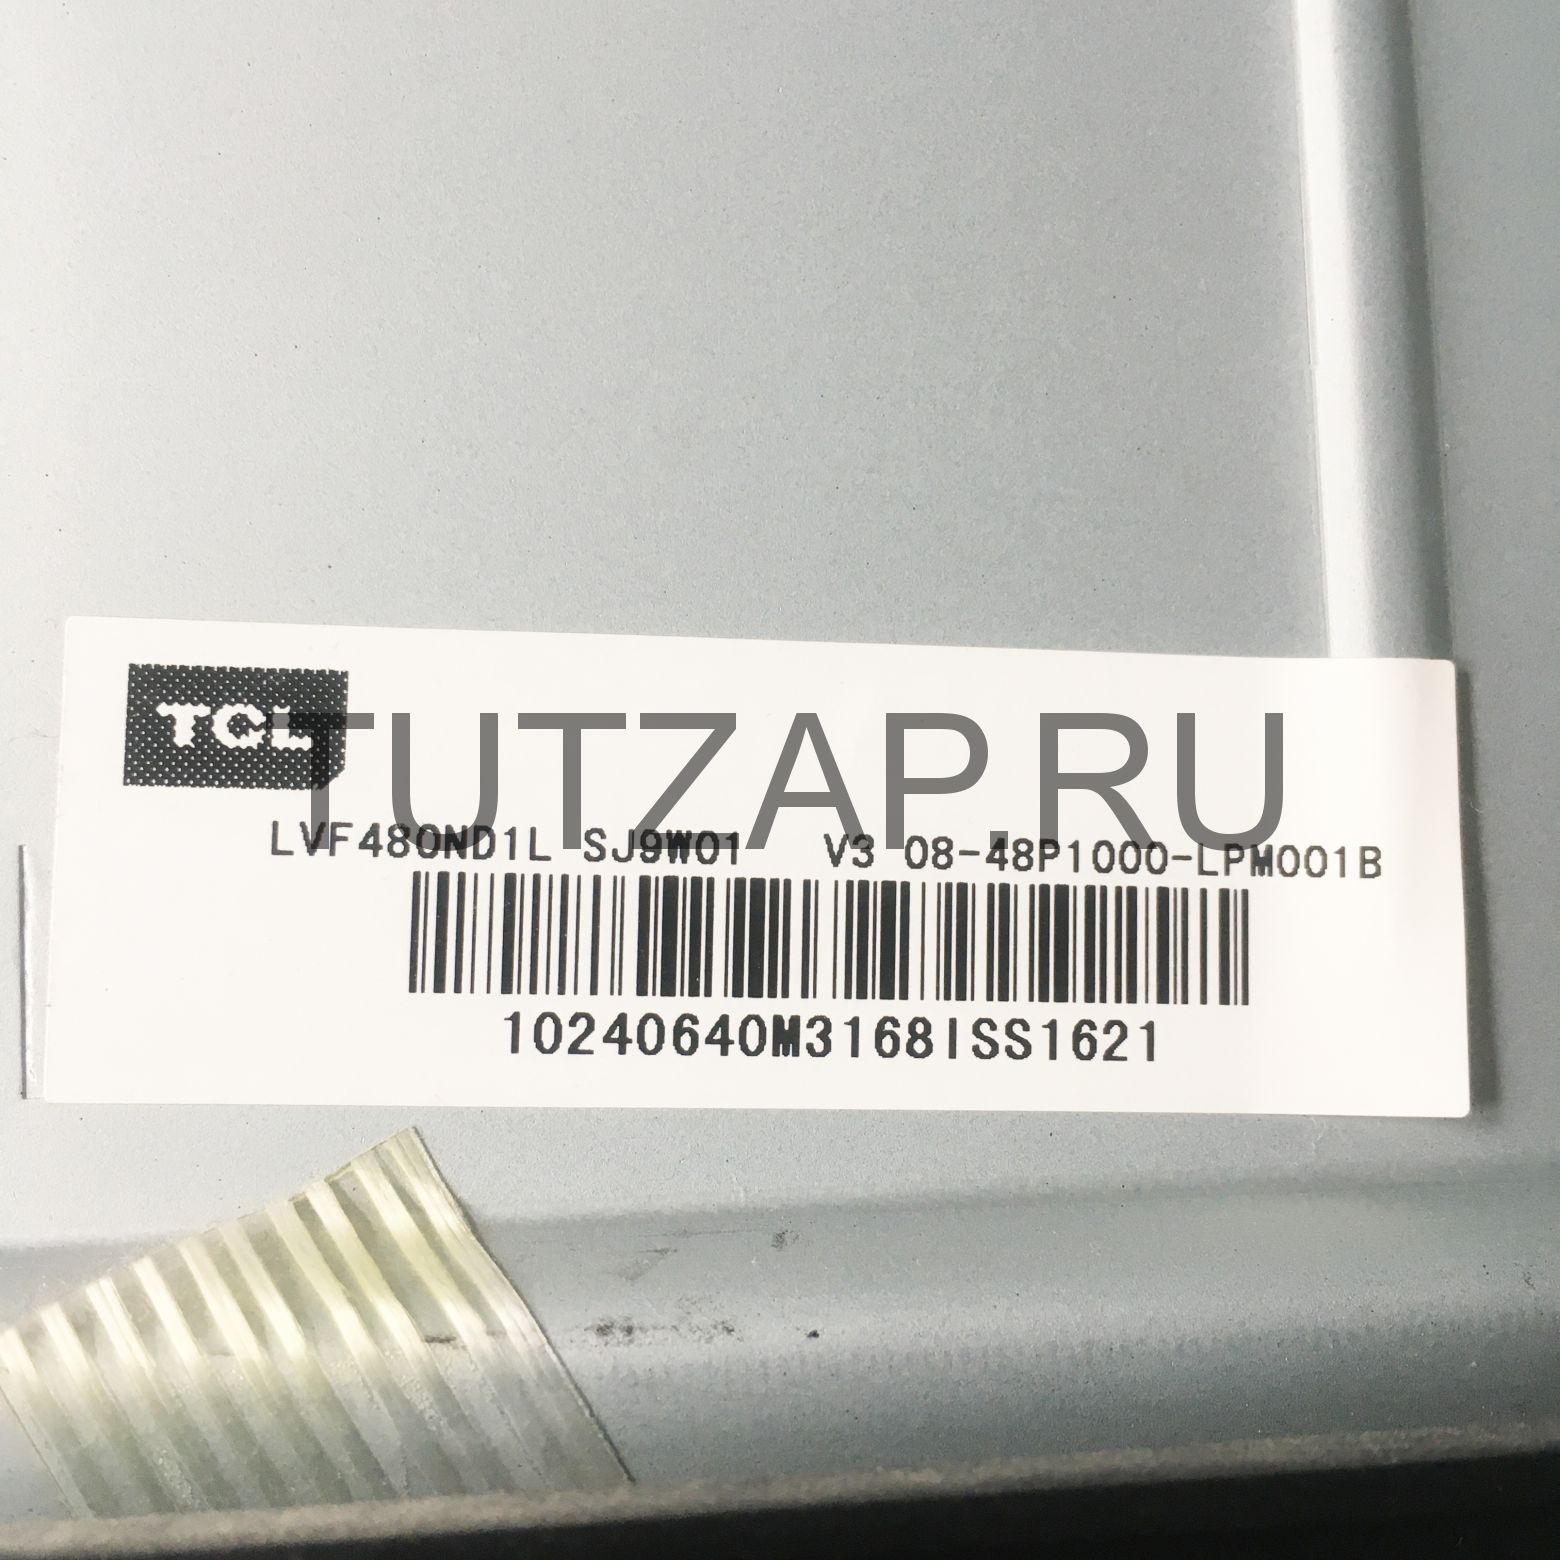 TCL
TUTZAP.RU
LVF480ND1L SJ9W01 V3 08-48P1000-LPM001B
10240640M3168ISS1621